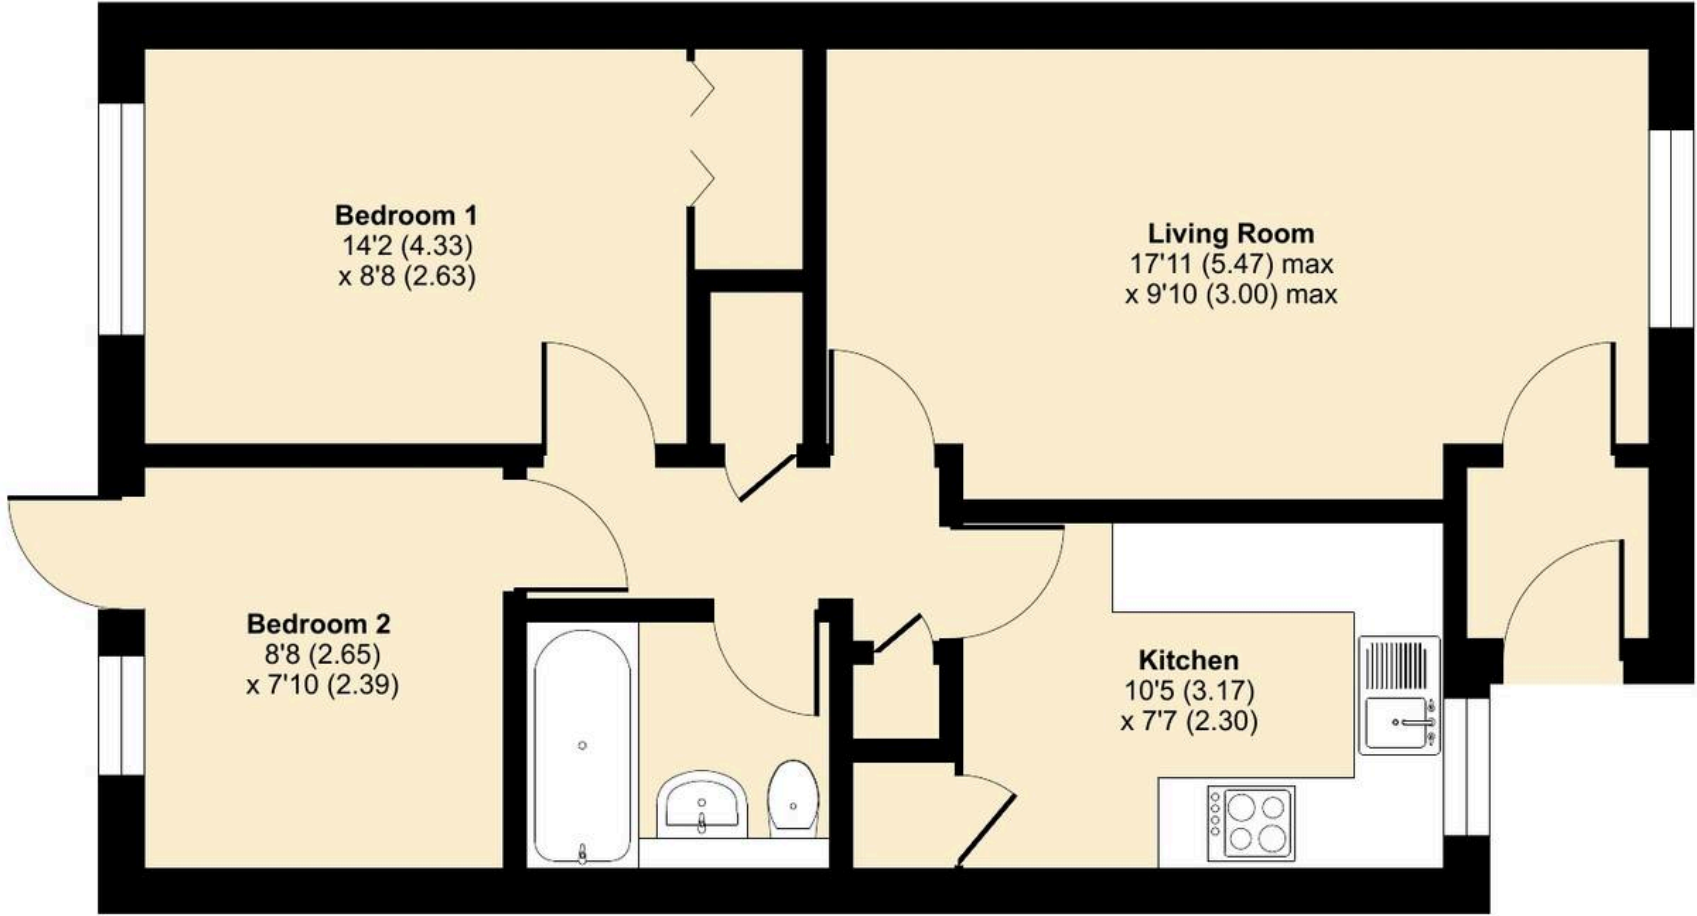 Bedroom 1
14'2 (4.33)
x 8'8 (2.63)
Living Room
17'11 (5.47) max
x 9'10 (3.00) max
Bedroom 2
8'8 (2.65)
x 7'10 (2.39)
Kitchen
10'5 (3.17)
x 7'7 (2.30)